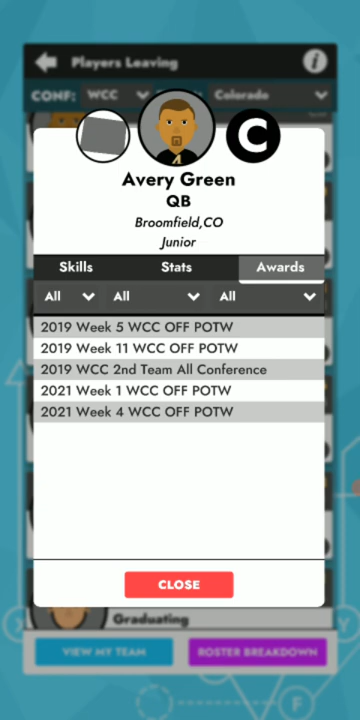 Players Leaving
i
CONF: WCC Colorado
C
Avery Green
QB
Broomfield,CO
Junior
Skills Stats Awards
All All All
2019 Week 5 WCC OFF POTW
2019 Week 11 WCC OFF POTW
2019 WCC 2nd Team All Conference
2021 Week 1 WCC OFF POTW
2021 Week 4 WCC OFF POTW
CLOSE
Graduating
VIEW MY TEAM ROSTER BREAKDOWN
F